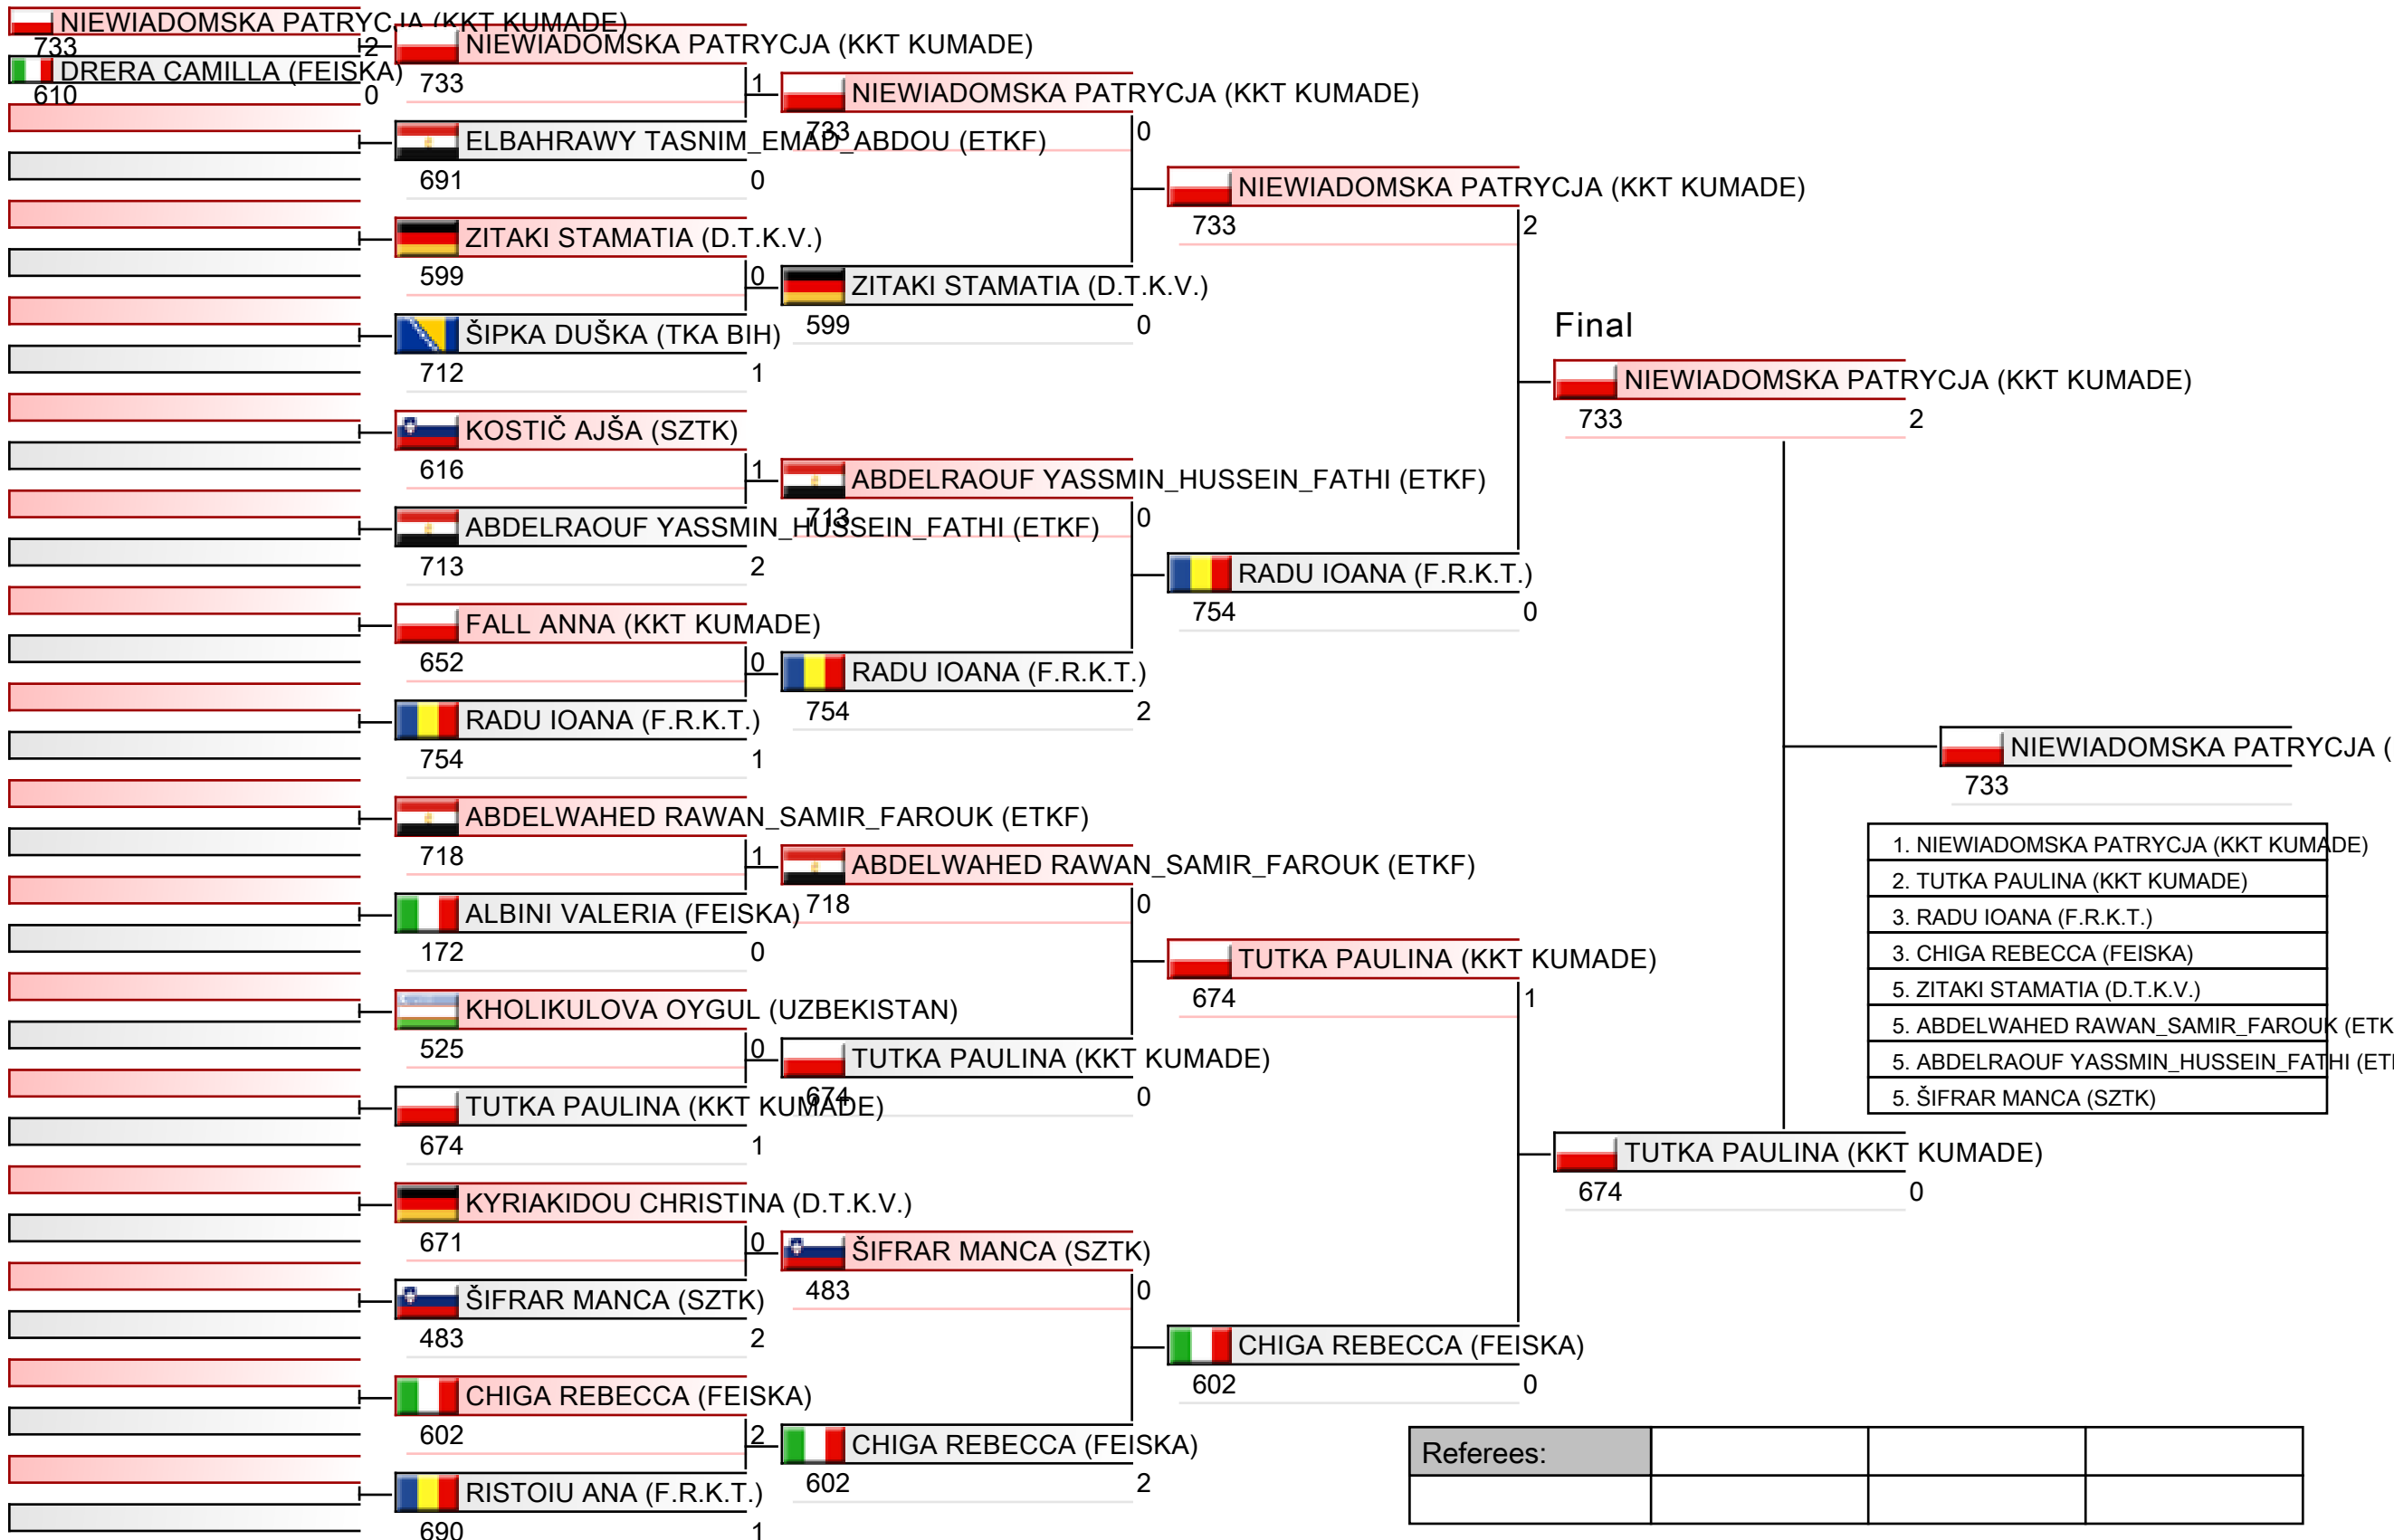 NIEWIADOMSKA PATRYCJA (KKT KUMADE)
733 2
DRERA CAMILLA (FEISKA)
610 0
NIEWIADOMSKA PATRYCJA (KKT KUMADE)
733 1
ELBAHRAWY TASNIM_EMAD_ABDOU (ETKF)
691 0
ZITAKI STAMATIA (D.T.K.V.)
599 0
ŠIPKA DUŠKA (TKA BIH)
712 1
KOSTIČ AJŠA (SZTK)
616 1
ABDELRAOUF YASSMIN_HUSSEIN_FATHI (ETKF)
713 2
FALL ANNA (KKT KUMADE)
652 0
RADU IOANA (F.R.K.T.)
754 1
ABDELWAHED RAWAN_SAMIR_FAROUK (ETKF)
718 1
ALBINI VALERIA (FEISKA)
172 0
KHOLIKULOVA OYGUL (UZBEKISTAN)
525 0
TUTKA PAULINA (KKT KUMADE)
674 1
KYRIAKIDOU CHRISTINA (D.T.K.V.)
671 0
ŠIFRAR MANCA (SZTK)
483 2
CHIGA REBECCA (FEISKA)
602 2
RISTOIU ANA (F.R.K.T.)
690 1
NIEWIADOMSKA PATRYCJA (KKT KUMADE)
733 0
ZITAKI STAMATIA (D.T.K.V.)
599 0
ABDELRAOUF YASSMIN_HUSSEIN_FATHI (ETKF)
713 0
RADU IOANA (F.R.K.T.)
754 2
ABDELWAHED RAWAN_SAMIR_FAROUK (ETKF)
718 0
TUTKA PAULINA (KKT KUMADE)
674 0
ŠIFRAR MANCA (SZTK)
483 0
CHIGA REBECCA (FEISKA)
602 2
NIEWIADOMSKA PATRYCJA (KKT KUMADE)
733 2
RADU IOANA (F.R.K.T.)
754 0
TUTKA PAULINA (KKT KUMADE)
674 1
CHIGA REBECCA (FEISKA)
602 0
Final
NIEWIADOMSKA PATRYCJA (KKT KUMADE)
733 2
TUTKA PAULINA (KKT KUMADE)
674 0
NIEWIADOMSKA PATRYCJA (
733
1. NIEWIADOMSKA PATRYCJA (KKT KUMADE)
2. TUTKA PAULINA (KKT KUMADE)
3. RADU IOANA (F.R.K.T.)
3. CHIGA REBECCA (FEISKA)
5. ZITAKI STAMATIA (D.T.K.V.)
5. ABDELWAHED RAWAN_SAMIR_FAROUK (ETK
5. ABDELRAOUF YASSMIN_HUSSEIN_FATHI (ET
5. ŠIFRAR MANCA (SZTK)
Referees: